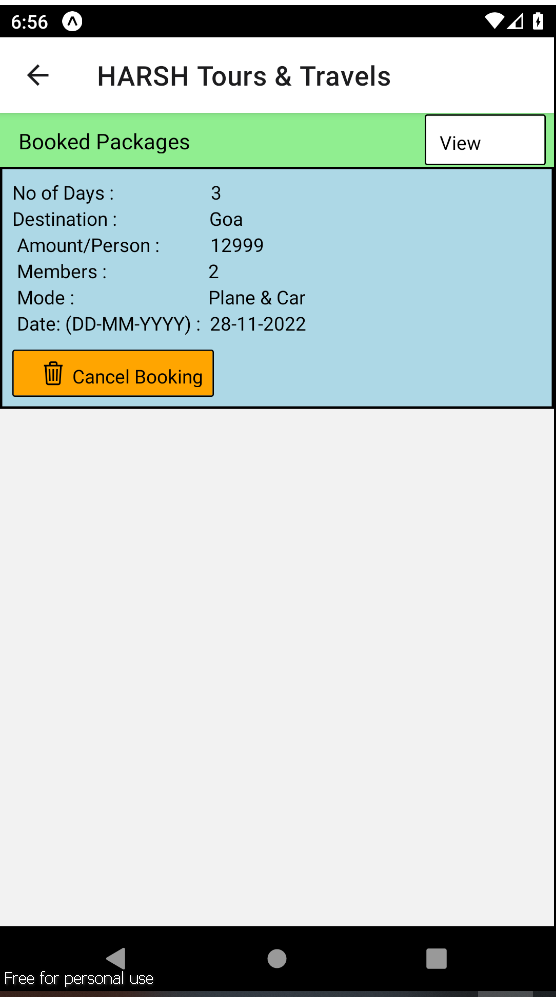 6:56
HARSH Tours & Travels
Booked Packages View
No of Days : 3
Destination : Goa
Amount/Person : 12999
Members : 2
Mode : Plane & Car
Date: (DD-MM-YYYY) : 28-11-2022
Cancel Booking
Free for personal use